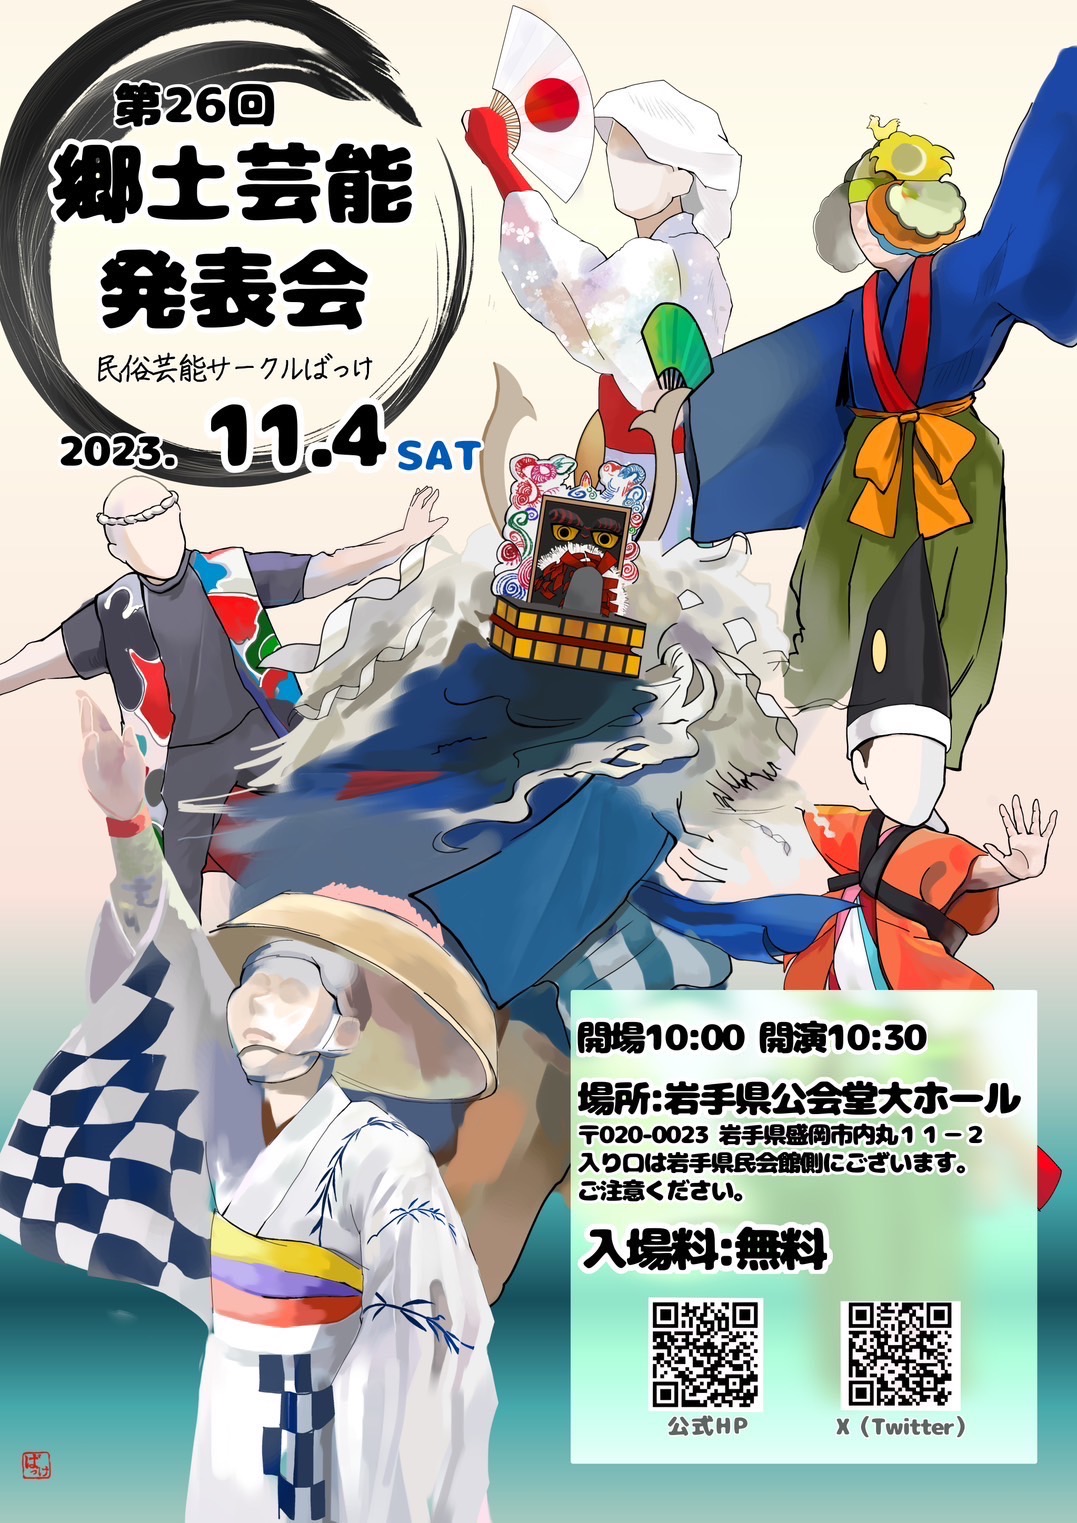 第26回
郷土芸能
発表会
民俗芸能サークルばっけ
2023. 11.4 SAT
開場10:00 開演10:30
場所:岩手県公会堂大ホール
〒020-0023 岩手県盛岡市内丸11-2
入り口は岩手県民会館側にございます。
ご注意ください。
入場料:無料
公式HP
X (Twitter)
ばっけ